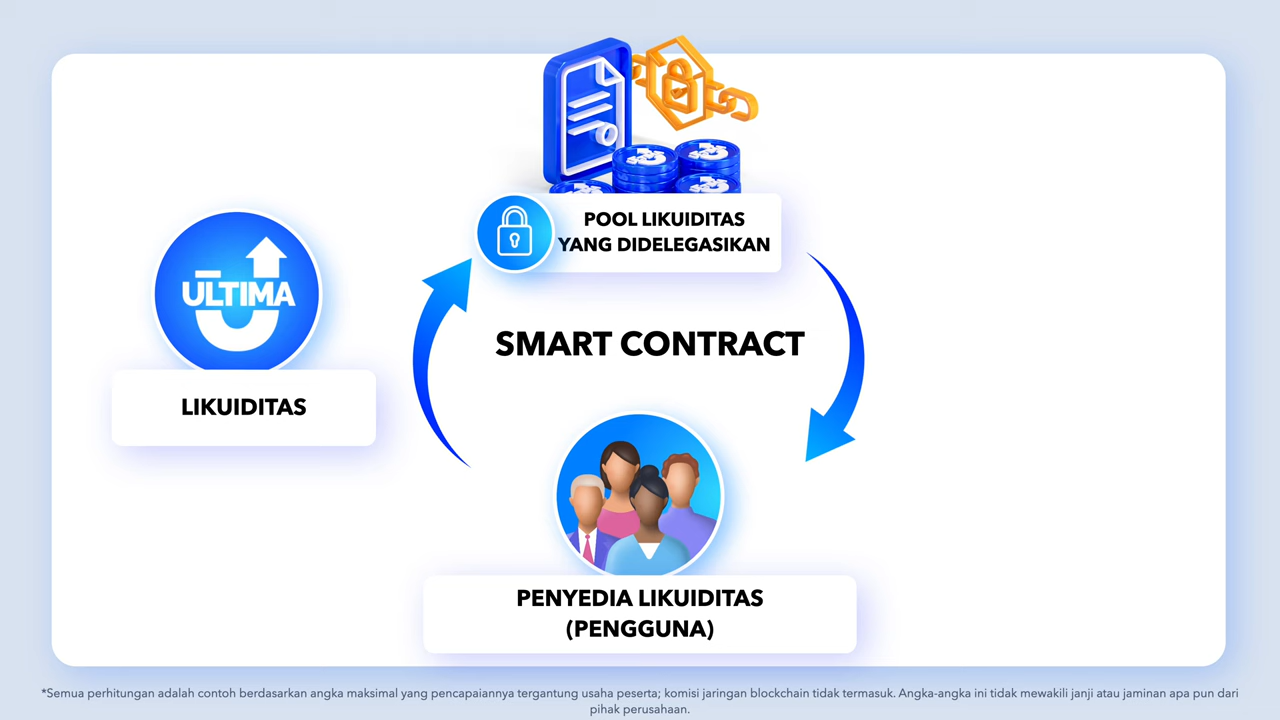 POOL LIKUIDITAS
YANG DIDELEGASIKAN
ULTIMA
LIKUIDITAS
SMART CONTRACT
PENYEDIA LIKUIDITAS
(PENGGUNA)
*Semua perhitungan adalah contoh berdasarkan angka maksimal yang pencapaiannya tergantung usaha peserta; komisi jaringan blockchain tidak termasuk. Angka-angka ini tidak mewakili janji atau jaminan apa pun dari
pihak perusahaan.